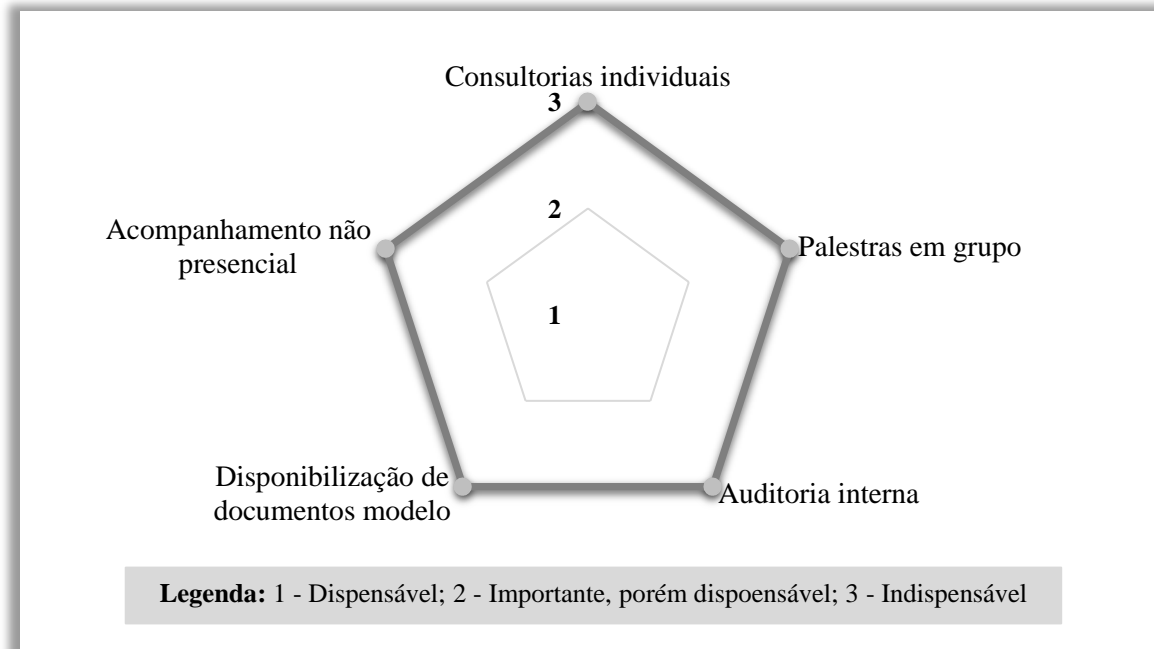 Consultorias individuais
3
Acompanhamento não
presencial
2
Palestras em grupo
1
Disponibilização de
documentos modelo
Auditoria interna
Legenda: 1 - Dispensável; 2 - Importante, porém dispoensável; 3 - Indispensável